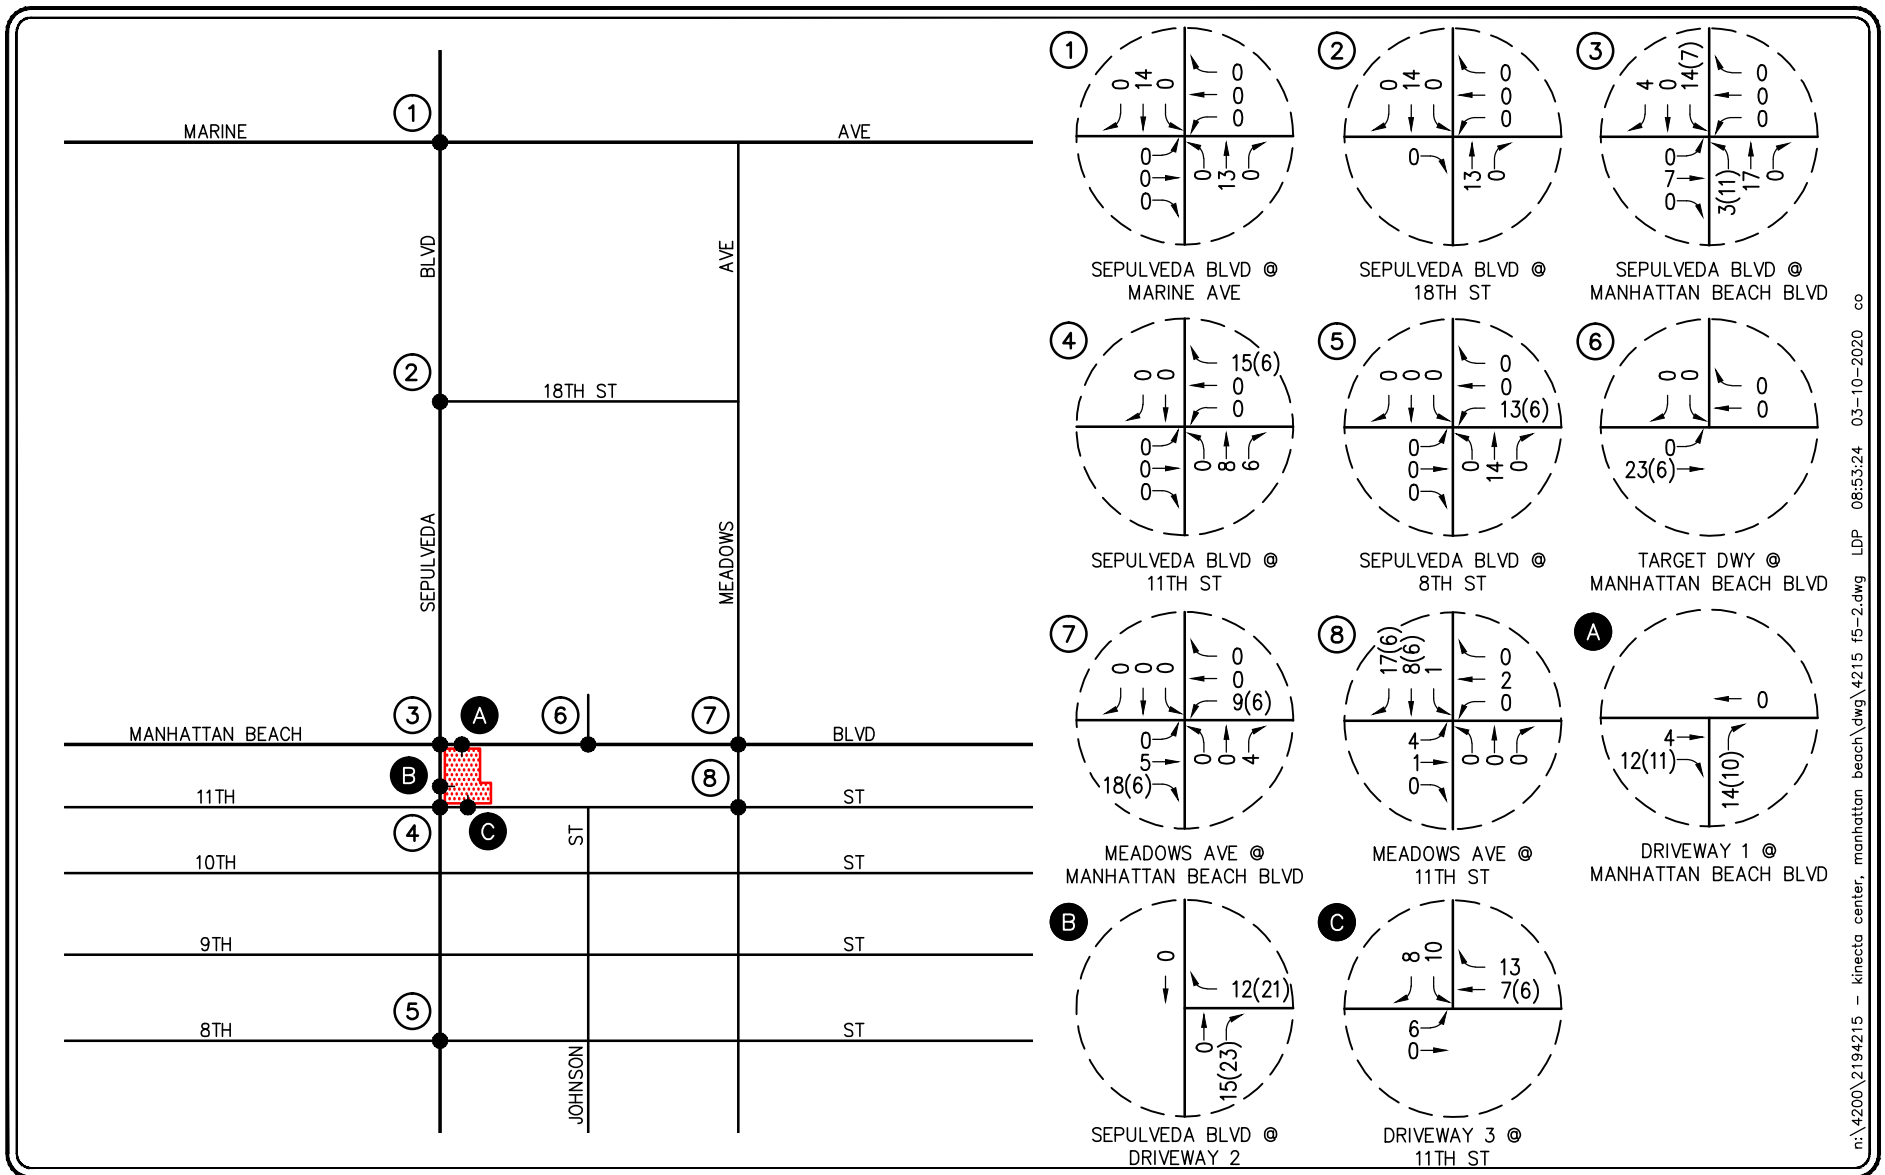 1
MARINE
AVE
BLVD
AVE
2
18TH ST
SEPULVEDA
MEADOWS
3
A
6
7
MANHATTAN BEACH
BLVD
B
8
11TH
ST
4
C
ST
10TH
ST
9TH
ST
5
8TH
ST
JOHNSON
1
0
14
0
0
0
0
0
0
0
0
13
0
SEPULVEDA BLVD @
MARINE AVE
2
0
14
0
0
0
0
0
13
0
SEPULVEDA BLVD @
18TH ST
3
4
0
14(7)
0
0
0
0
7
0
3(11)
17
0
SEPULVEDA BLVD @
MANHATTAN BEACH BLVD
4
0
0
15(6)
0
0
0
0
0
0
8
6
SEPULVEDA BLVD @
11TH ST
5
0
0
0
0
0
13(6)
0
0
0
0
14
0
SEPULVEDA BLVD @
8TH ST
6
0
0
0
0
0
23(6)
TARGET DWY @
MANHATTAN BEACH BLVD
7
0
0
0
0
0
9(6)
0
5
18(6)
0
0
4
MEADOWS AVE @
MANHATTAN BEACH BLVD
8
17(6)
8(6)
1
0
2
0
4
1
0
0
0
0
MEADOWS AVE @
11TH ST
A
0
4
12(11)
14(10)
DRIVEWAY 1 @
MANHATTAN BEACH BLVD
B
0
12(21)
0
15(23)
SEPULVEDA BLVD @
DRIVEWAY 2
C
8
10
13
7(6)
6
0
DRIVEWAY 3 @
11TH ST
n:\4200\2194215 - kinecta center, manhattan beach\dwg\4215 f5-2.dwg LDP 08:53:24 03-10-2020 co